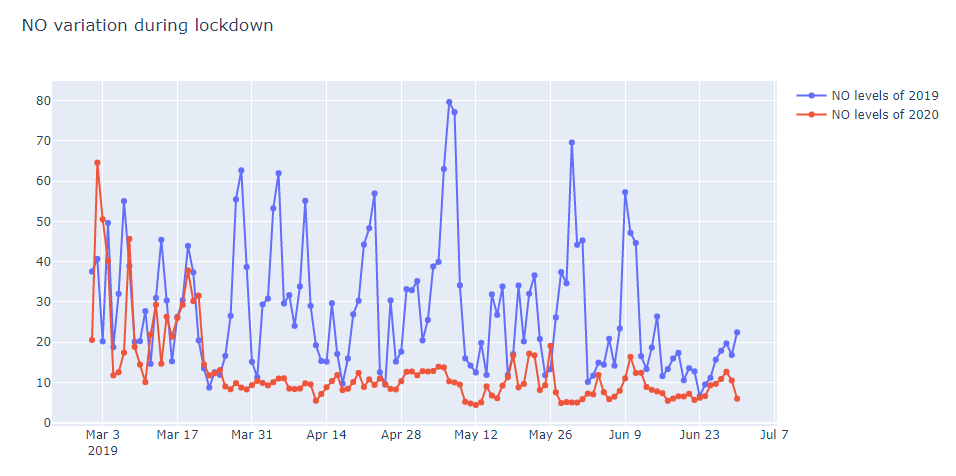 NO variation during lockdown
NO levels of 2019
NO levels of 2020
80
70
60
50
40
30
20
10
0
Mar 3 Mar 17 Mar 31 Apr 14 Apr 28 May 12 May 26 Jun 9 Jun 23 Jul 7
2019